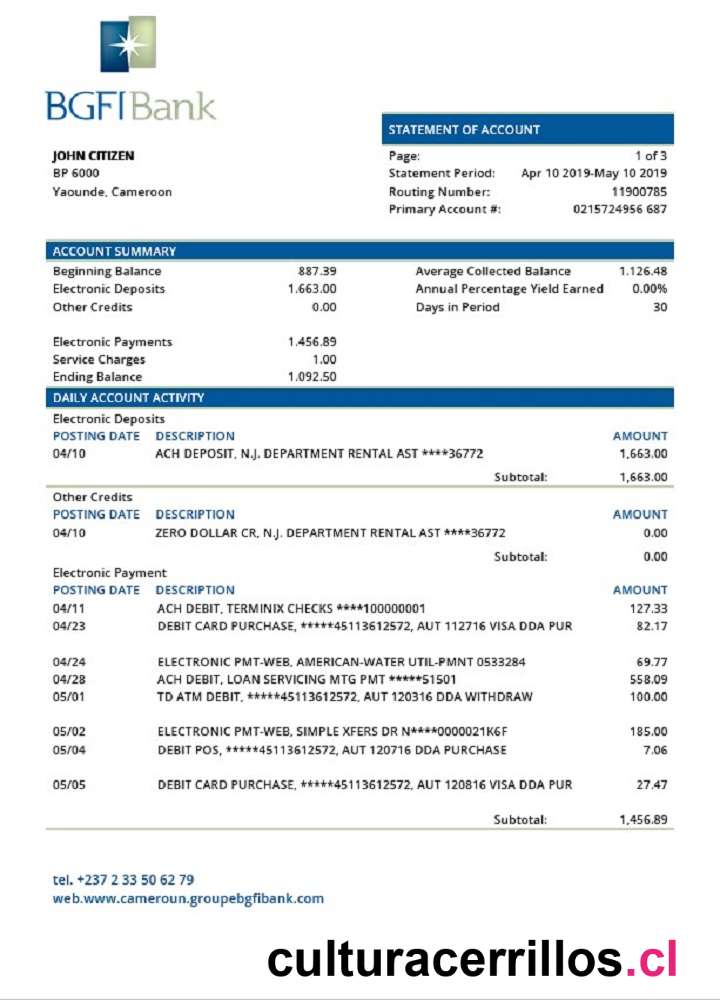 BGFIBank
STATEMENT OF ACCOUNT
JOHN CITIZEN
BP 6000
Yaounde, Cameroon
Page: 1 of 3
Statement Period: Apr 10 2019-May 10 2019
Routing Number: 11900785
Primary Account #: 0215724956 687
ACCOUNT SUMMARY
Beginning Balance 887.39 Average Collected Balance 1.126.48
Electronic Deposits 1.663.00 Annual Percentage Yield Earned 0.00%
Other Credits 0.00 Days in Period 30
Electronic Payments 1.456.89
Service Charges 1.00
Ending Balance 1.092.50
DAILY ACCOUNT ACTIVITY
Electronic Deposits
POSTING DATE DESCRIPTION AMOUNT
04/10 ACH DEPOSIT, N.J. DEPARTMENT RENTAL AST ****36772 1,663.00
Subtotal: 1,663.00
Other Credits
POSTING DATE DESCRIPTION AMOUNT
04/10 ZERO DOLLAR CR, N.J. DEPARTMENT RENTAL AST ****36772 0.00
Subtotal: 0.00
Electronic Payment
POSTING DATE DESCRIPTION AMOUNT
04/11 ACH DEBIT, TERMINIX CHECKS ****100000001 127.33
04/23 DEBIT CARD PURCHASE, *****45113612572, AUT 112716 VISA DDA PUR 82.17
04/24 ELECTRONIC PMT-WEB, AMERICAN-WATER UTIL-PMNT 0533284 69.77
04/28 ACH DEBIT, LOAN SERVICING MTG PMT *****51501 558.09
05/01 TD ATM DEBIT, *****45113612572, AUT 120316 DDA WITHDRAW 100.00
05/02 ELECTRONIC PMT-WEB, SIMPLE XFERS DR N****0000021K6F 185.00
05/04 DEBIT POS, *****45113612572, AUT 120716 DDA PURCHASE 7.06
05/05 DEBIT CARD PURCHASE, *****45113612572, AUT 120816 VISA DDA PUR 27.47
Subtotal: 1,456.89
tel. +237 2 33 50 62 79
web.www.cameroun.groupebgfibank.com
culturacerrillos.cl